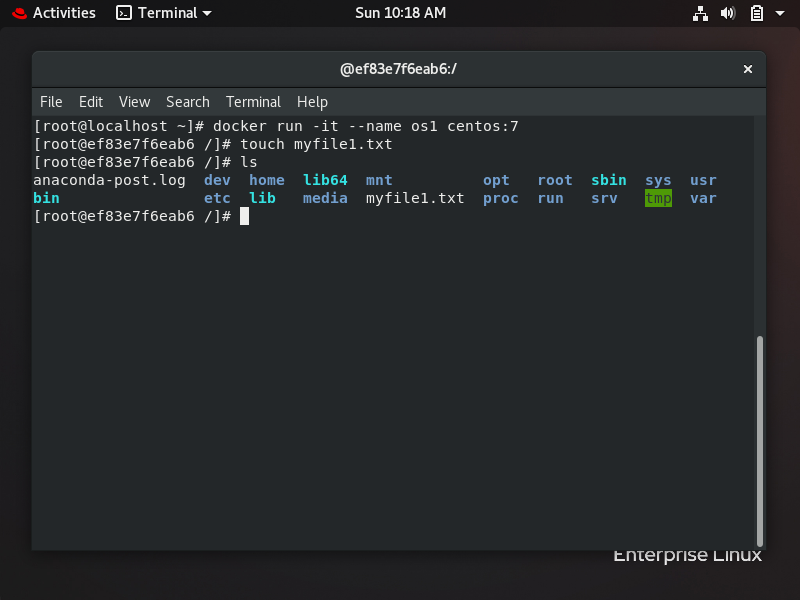 Activities Terminal Sun 10:18 AM
@ef83e7f6eab6:/
File Edit View Search Terminal Help
[root@localhost ~]# docker run -it --name os1 centos:7
[root@ef83e7f6eab6 /]# touch myfile1.txt
[root@ef83e7f6eab6 /]# ls
anaconda-post.log dev home lib64 mnt opt root sbin sys usr
bin etc lib media myfile1.txt proc run srv tmp var
[root@ef83e7f6eab6 /]#
Enterprise Linux